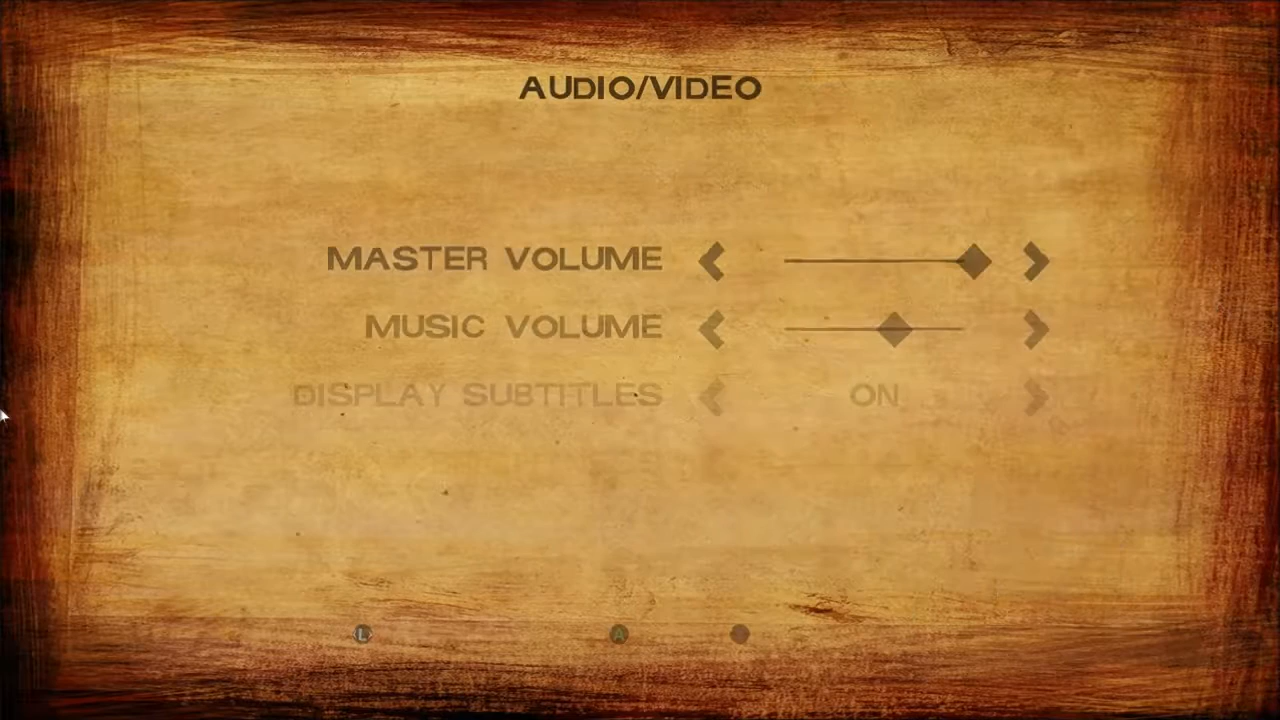 AUDIO/VIDEO
MASTER VOLUME
MUSIC VOLUME
DISPLAY SUBTITLES ON
L A